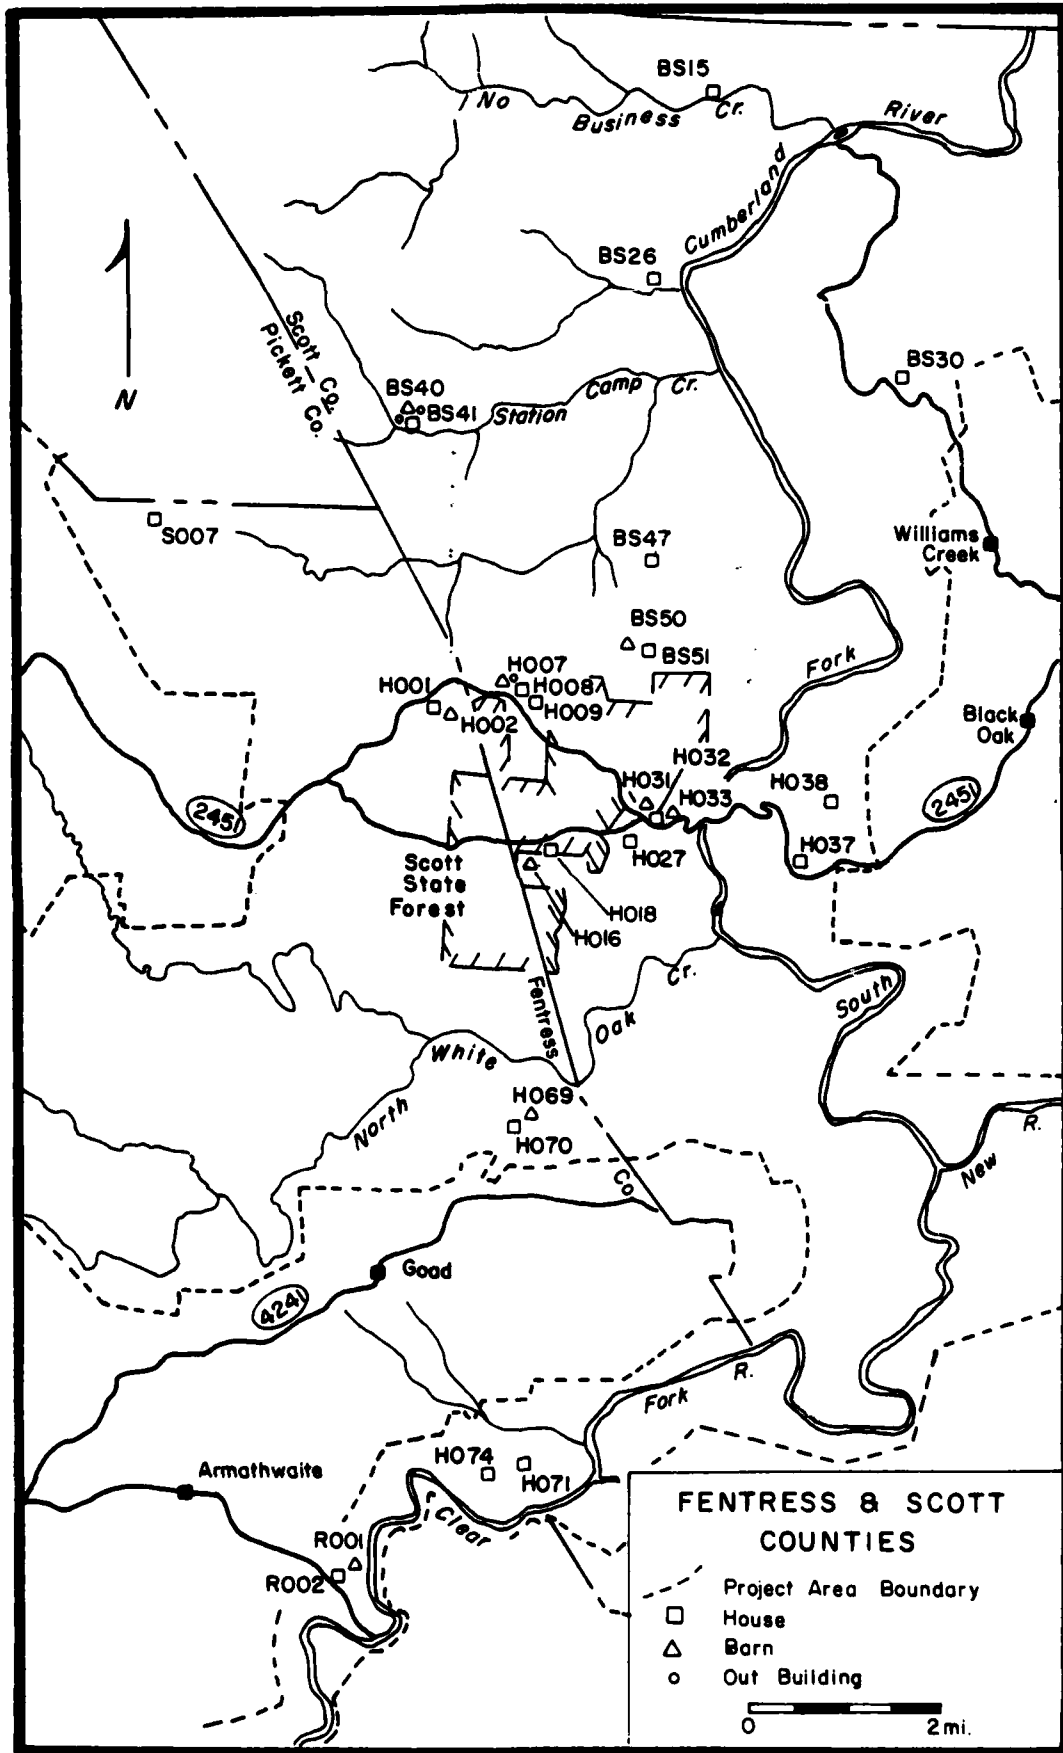 BS15
No
Business
Cr.
River
Cumberland
BS26
Scott Co.
Pickett Co.
N
BS30
BS40
BS41
Station
Camp
Cr.
S007
BS47
Williams
Creek
BS50
BS51
Fork
H007
H001
H008
H009
H002
Black
Oak
H032
H031
H033
H038
2451
2451
H037
H027
Scott
State
Forest
H018
H016
Fentress
Cr.
South
Oak
White
North
H069
H070
R.
New
Co
Goad
4241
R.
Fork
H074
H071
Armathwaite
Clear
R001
R002
FENTRESS & SCOTT
COUNTIES
Project Area Boundary
House
Barn
Out Building
0 2mi.